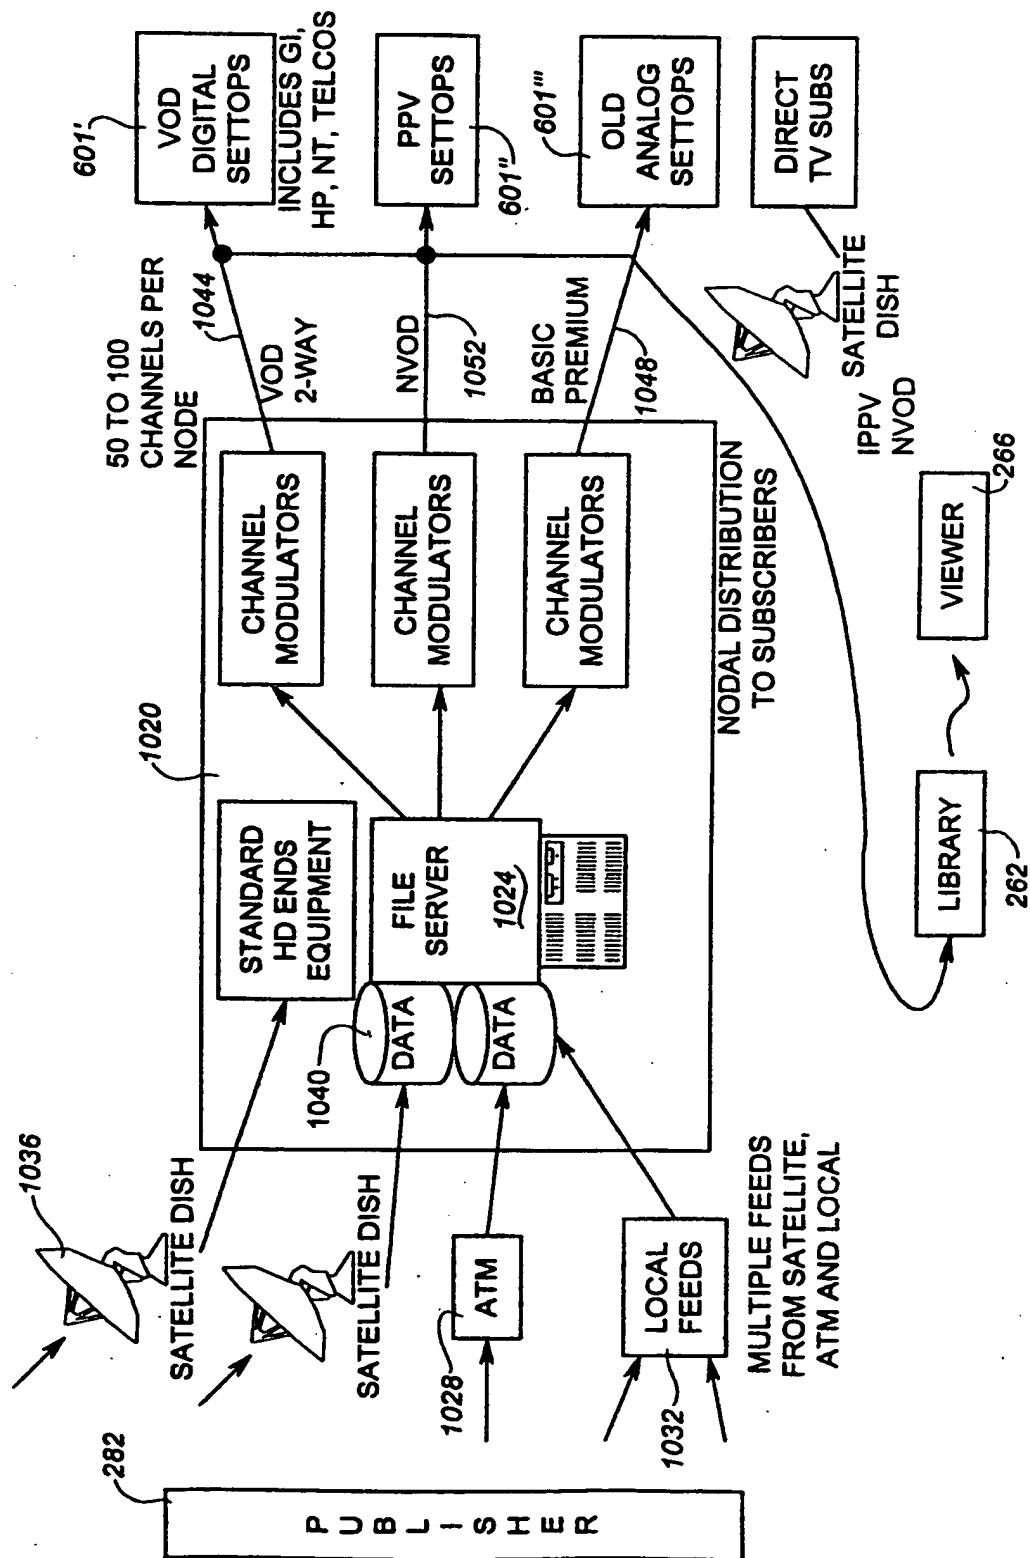 282
PUBLISHER
1036
SATELLITE DISH
SATELLITE DISH
1028
ATM
1032
LOCAL
FEEDS
MULTIPLE FEEDS
FROM SATELLITE,
ATM AND LOCAL
1020
STANDARD
HD ENDS
EQUIPMENT
1040
DATA
DATA
FILE
SERVER
1024
CHANNEL
MODULATORS
CHANNEL
MODULATORS
CHANNEL
MODULATORS
NODAL DISTRIBUTION
TO SUBSCRIBERS
50 TO 100
CHANNELS PER
NODE
1044
VOD
2-WAY
NVOD
1052
BASIC
PREMIUM
1048
601'
VOD
DIGITAL
SETTOPS
INCLUDES GI,
HP, NT, TELCOS
PPV
SETTOPS
601"
601'''
OLD
ANALOG
SETTOPS
DIRECT
TV SUBS
SATELLITE
DISH
IPPV
NVOD
LIBRARY
262
VIEWER
266